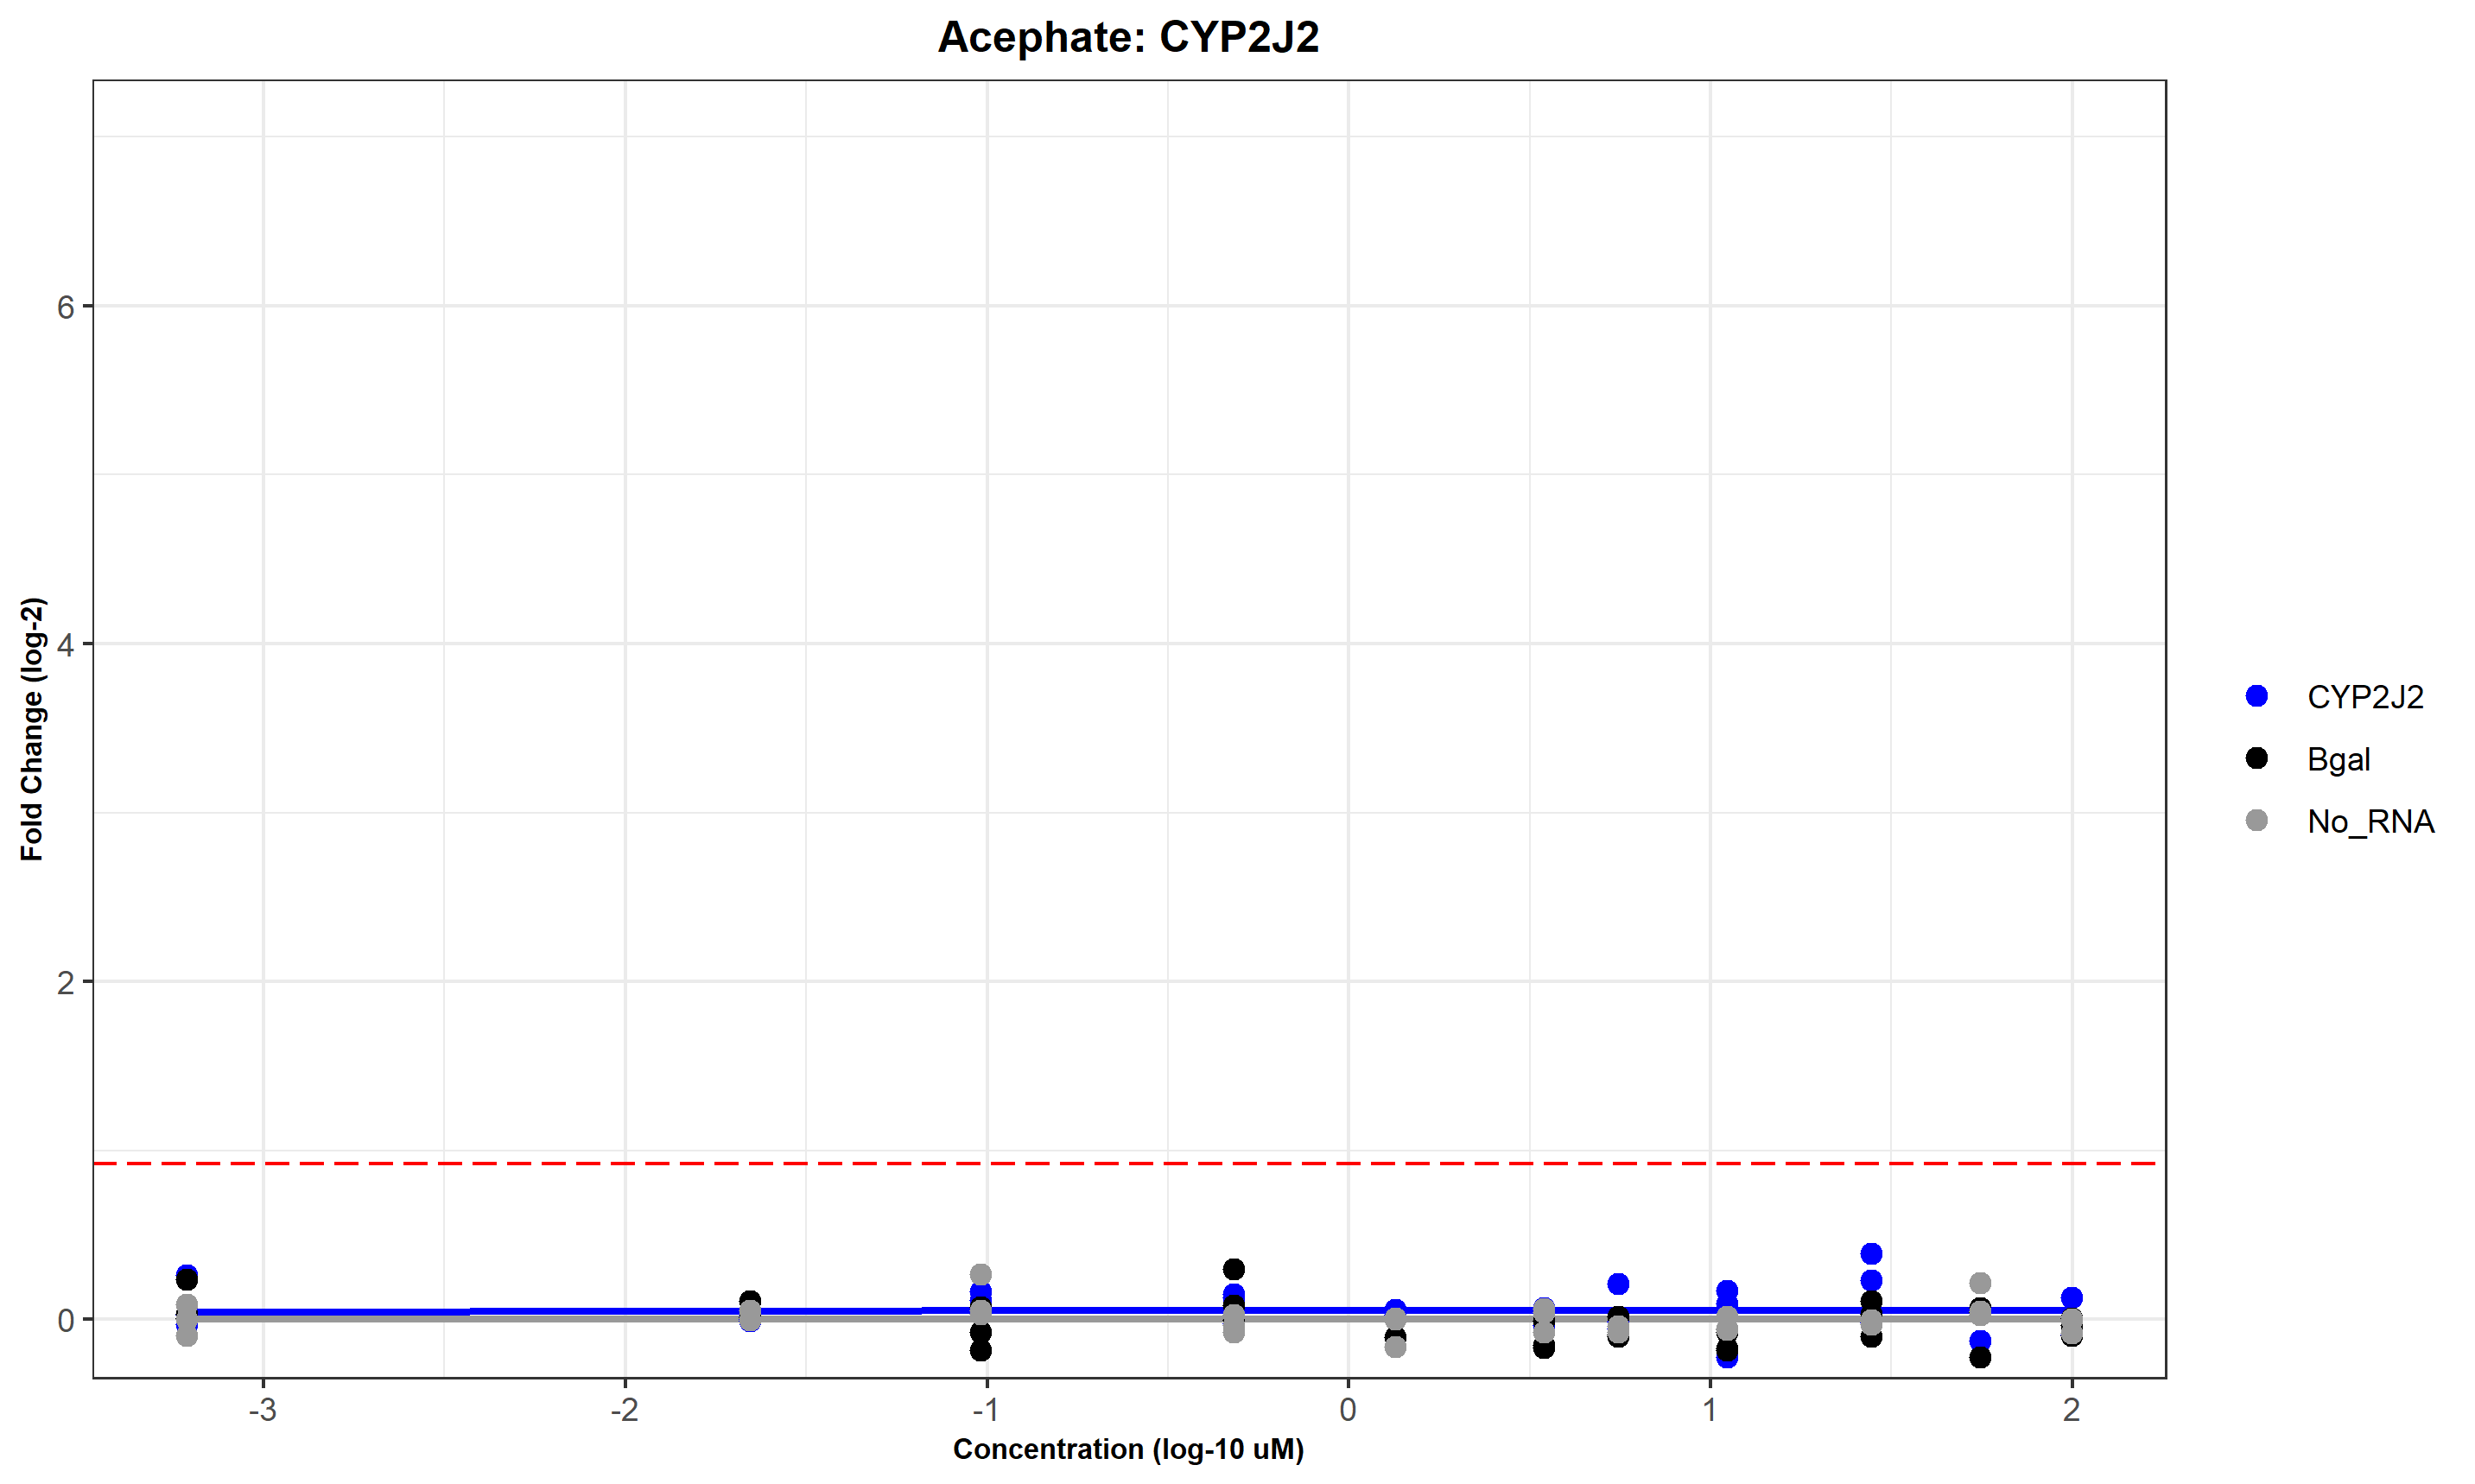 Acephate: CYP2J2
Fold Change (log-2)
6
4
2
0
-3
-2
-1
0
1
2
Concentration (log-10 uM)
CYP2J2
Bgal
No_RNA